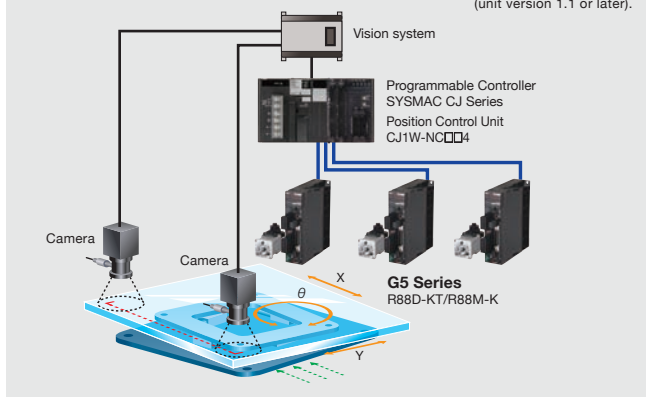 (unit version 1.1 or later).
Vision system
Programmable Controller
SYSMAC CJ Series
Position Control Unit
CJ1W-NC□□4
Camera
Camera
X
θ
G5 Series
R88D-KT/R88M-K
Y